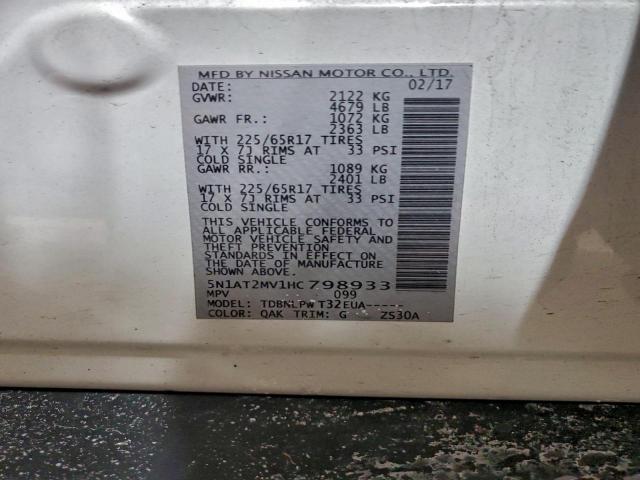 MFD BY NISSAN MOTOR CO., LTD.
DATE: 02/17
GVWR: 2122 KG
4679 LB
GAWR FR.: 1072 KG
2363 LB
WITH 225/65R17 TIRES
17 X 7J RIMS AT 33 PSI
COLD SINGLE
GAWR RR.: 1089 KG
2401 LB
WITH 225/65R17 TIRES
17 X 7J RIMS AT 33 PSI
COLD SINGLE
THIS VEHICLE CONFORMS TO
ALL APPLICABLE FEDERAL
MOTOR VEHICLE SAFETY AND
THEFT PREVENTION
STANDARDS IN EFFECT ON
THE DATE OF MANUFACTURE
SHOWN ABOVE.
5N1AT2MV1HC798933
MPV 099
MODEL: TDBNLPW T32EUA-----
COLOR: QAK TRIM: G ZS30A